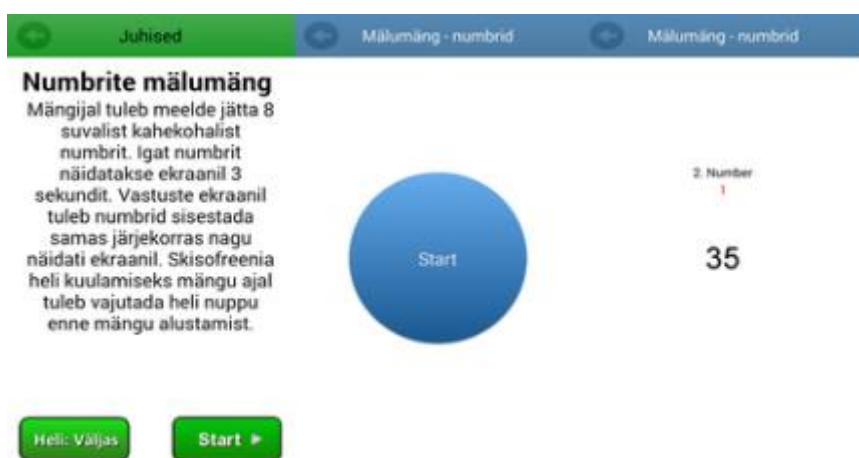 Juhised
Numbrite mälumäng
Mängijal tuleb meelde jätta 8
suvalist kahekohalist
numbrit. Igat numbrit
näidatakse ekraanil 3
sekundit. Vastuste ekraanil
tuleb numbrid sisestada
samas järjekorras nagu
näidati ekraanil. Skisofreenia
heli kuulamiseks mängu ajal
tuleb vajutada heli nuppu
enne mängu alustamist.
Heli: Väljas
Start
Mälumäng - numbrid
Start
Mälumäng - numbrid
2. Number
1
35